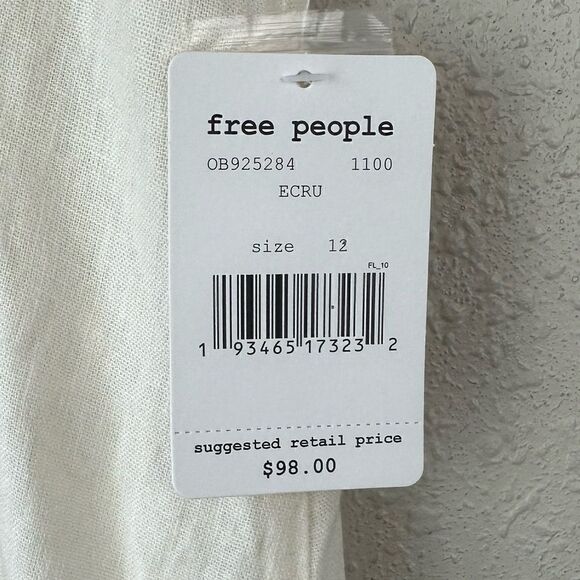 free people
OB925284 1100
ECRU
size 12
FL_10
1 93465 17323 2
suggested retail price
$98.00